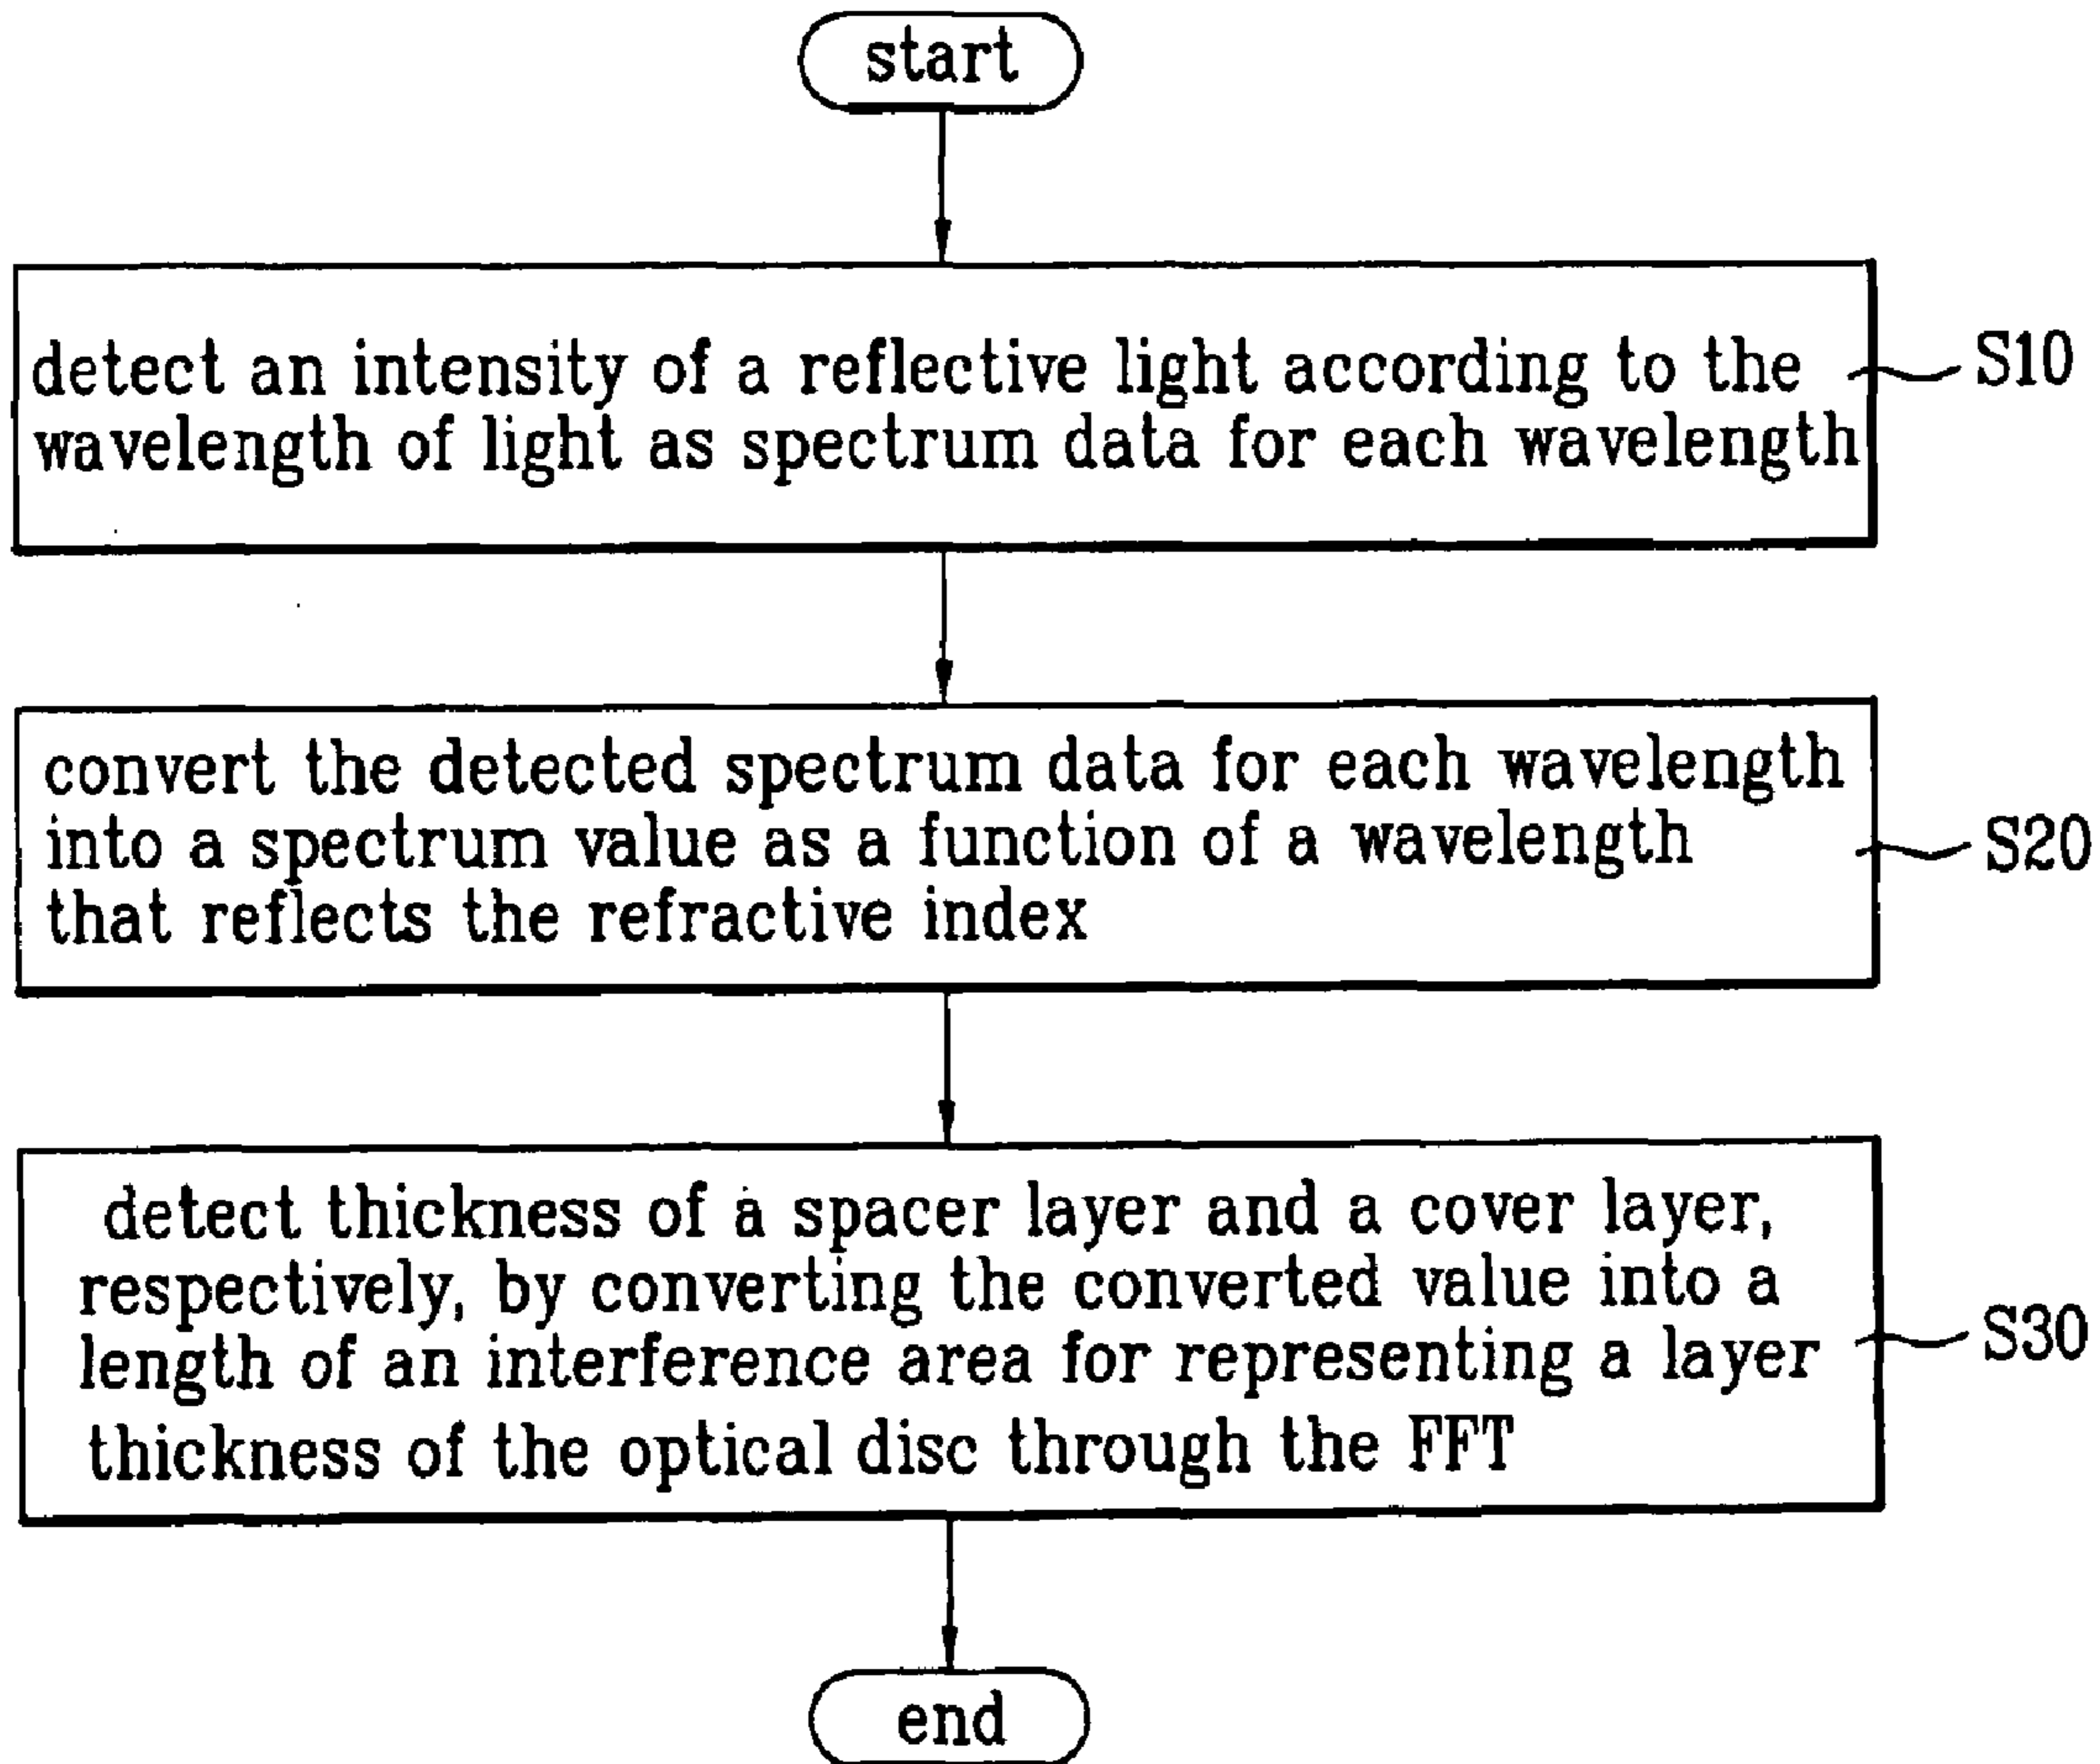 start
detect an intensity of a reflective light according to the
wavelength of light as spectrum data for each wavelength
S10
convert the detected spectrum data for each wavelength
into a spectrum value as a function of a wavelength
that reflects the refractive index
S20
detect thickness of a spacer layer and a cover layer,
respectively, by converting the converted value into a
length of an interference area for representing a layer
thickness of the optical disc through the FFT
S30
end